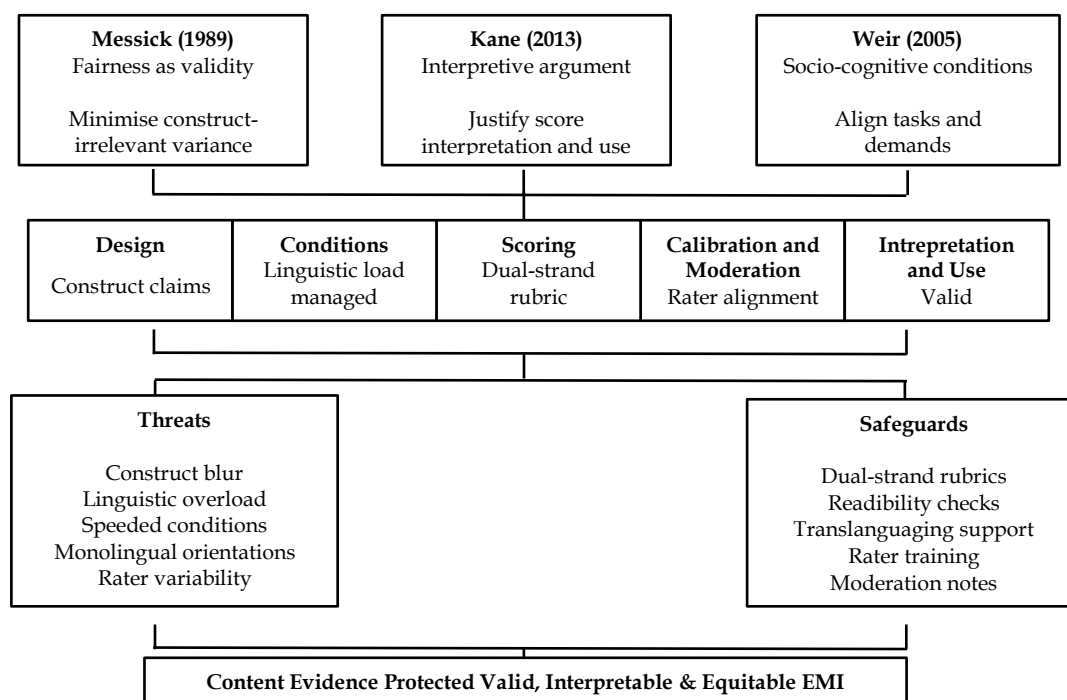 Messick (1989)
Fairness as validity
Minimise construct-
irrelevant variance
Kane (2013)
Interpretive argument
Justify score
interpretation and use
Weir (2005)
Socio-cognitive conditions
Align tasks and
demands
Design
Construct claims
Conditions
Linguistic load
managed
Scoring
Dual-strand
rubric
Calibration and
Moderation
Rater alignment
Intrepretation
and Use
Valid
Threats
Construct blur
Linguistic overload
Speeded conditions
Monolingual orientations
Rater variability
Safeguards
Dual-strand rubrics
Readibility checks
Translanguaging support
Rater training
Moderation notes
Content Evidence Protected Valid, Interpretable & Equitable EMI